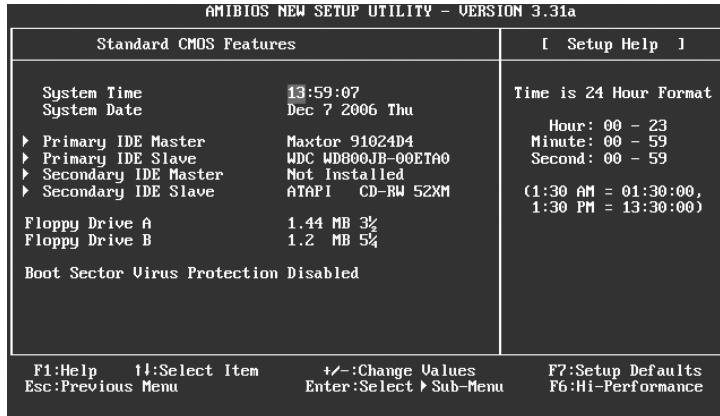 AMIBIOS NEW SETUP UTILITY - VERSION 3.31a
Standard CMOS Features
[ Setup Help ]
System Time 13:59:07
System Date Dec 7 2006 Thu
Primary IDE Master Maxtor 91024D4
Primary IDE Slave WDC WD800JB-00ETA0
Secondary IDE Master Not Installed
Secondary IDE Slave ATAPI CD-RW 52XM
Floppy Drive A 1.44 MB 3½
Floppy Drive B 1.2 MB 5¼
Boot Sector Virus Protection Disabled
Time is 24 Hour Format
Hour: 00 - 23
Minute: 00 - 59
Second: 00 - 59
(1:30 AM = 01:30:00,
1:30 PM = 13:30:00)
F1:Help ↑↓:Select Item +/-:Change Values F7:Setup Defaults
Esc:Previous Menu Enter:Select ▶Sub-Menu F6:Hi-Performance